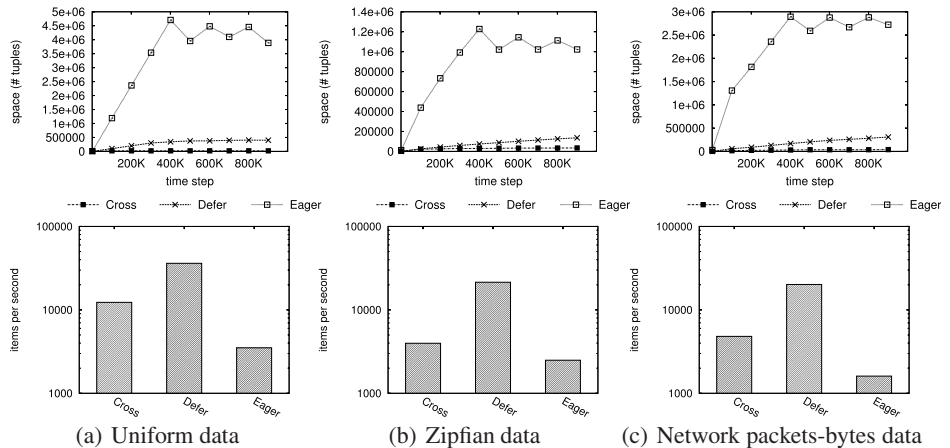 5e+06
4.5e+06
4e+06
3.5e+06
3e+06
2.5e+06
2e+06
1.5e+06
1e+06
500000
space (# tuples)
200K 400K 600K 800K
time step
Cross Defer Eager
1.4e+06
1.2e+06
1e+06
800000
600000
400000
200000
0
space (# tuples)
200K 400K 600K 800K
time step
Cross Defer Eager
3e+06
2.5e+06
2e+06
1.5e+06
1e+06
500000
0
space (# tuples)
200K 400K 600K 800K
time step
Cross Defer Eager
100000
10000
1000
items per second
Cross Defer Eager
(a) Uniform data
100000
10000
1000
items per second
Cross Defer Eager
(b) Zipfian data
100000
10000
1000
items per second
Cross Defer Eager
(c) Network packets-bytes data